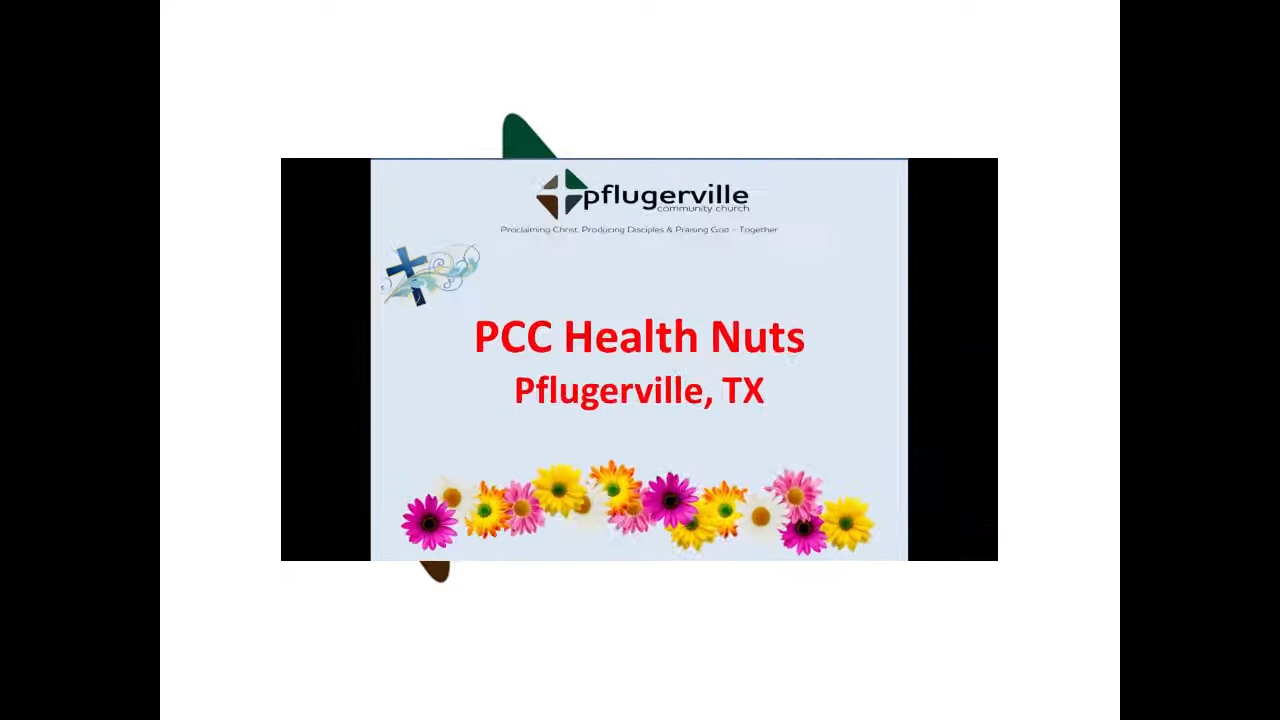 pflugerville
community church
Proclaiming Christ, Producing Disciples & Praising God – Together
PCC Health Nuts
Pflugerville, TX